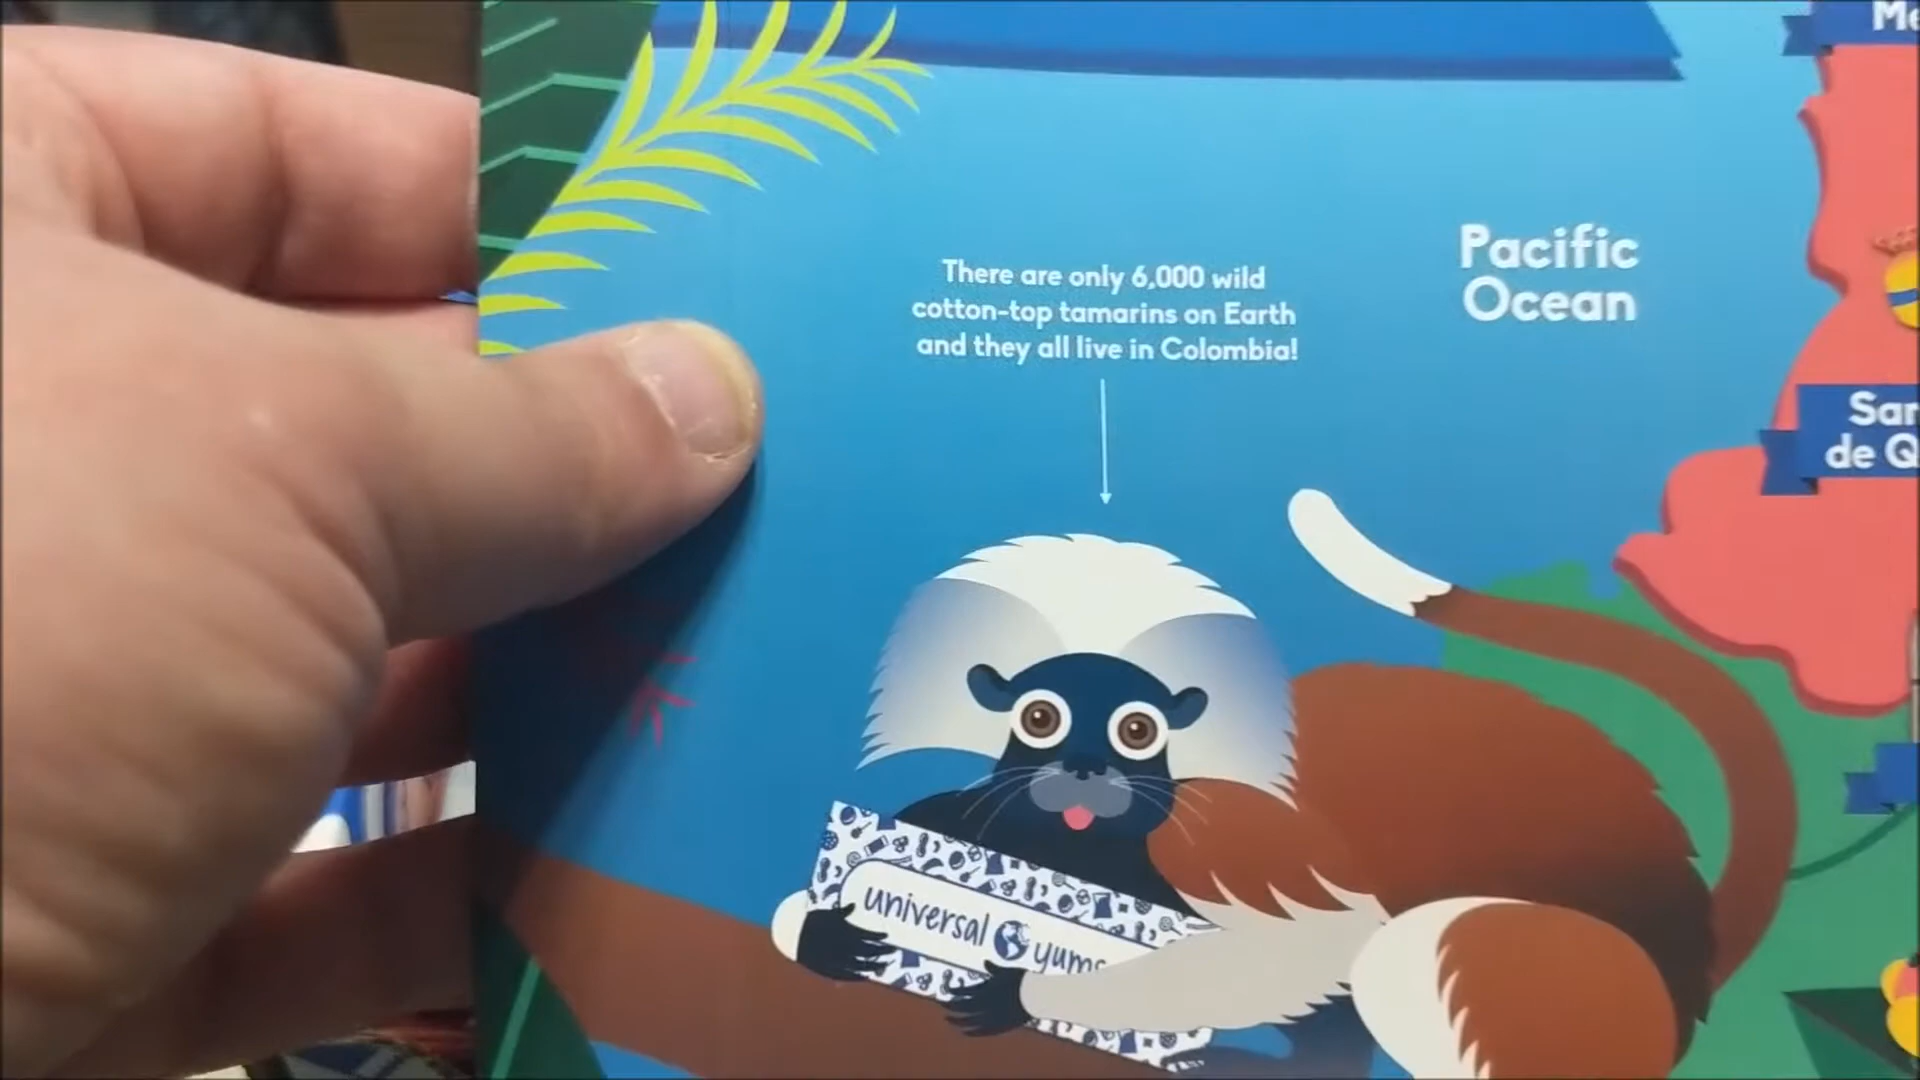 There are only 6,000 wild
cotton-top tamarins on Earth
and they all live in Colombia!
Pacific
Ocean
de Q
universal yums